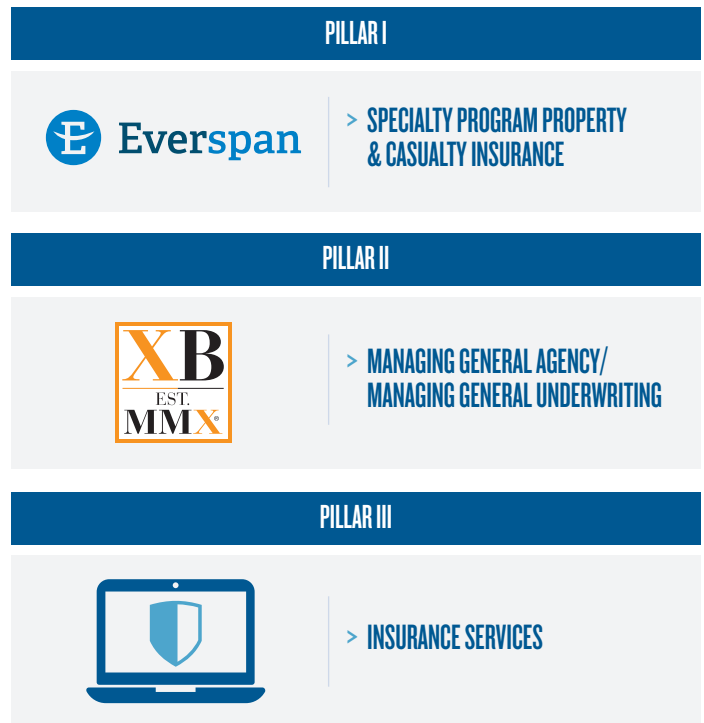 PILLAR I
Everspan
> SPECIALTY PROGRAM PROPERTY
& CASUALTY INSURANCE
PILLAR II
XB
EST.
MMX®
> MANAGING GENERAL AGENCY/
MANAGING GENERAL UNDERWRITING
PILLAR III
> INSURANCE SERVICES